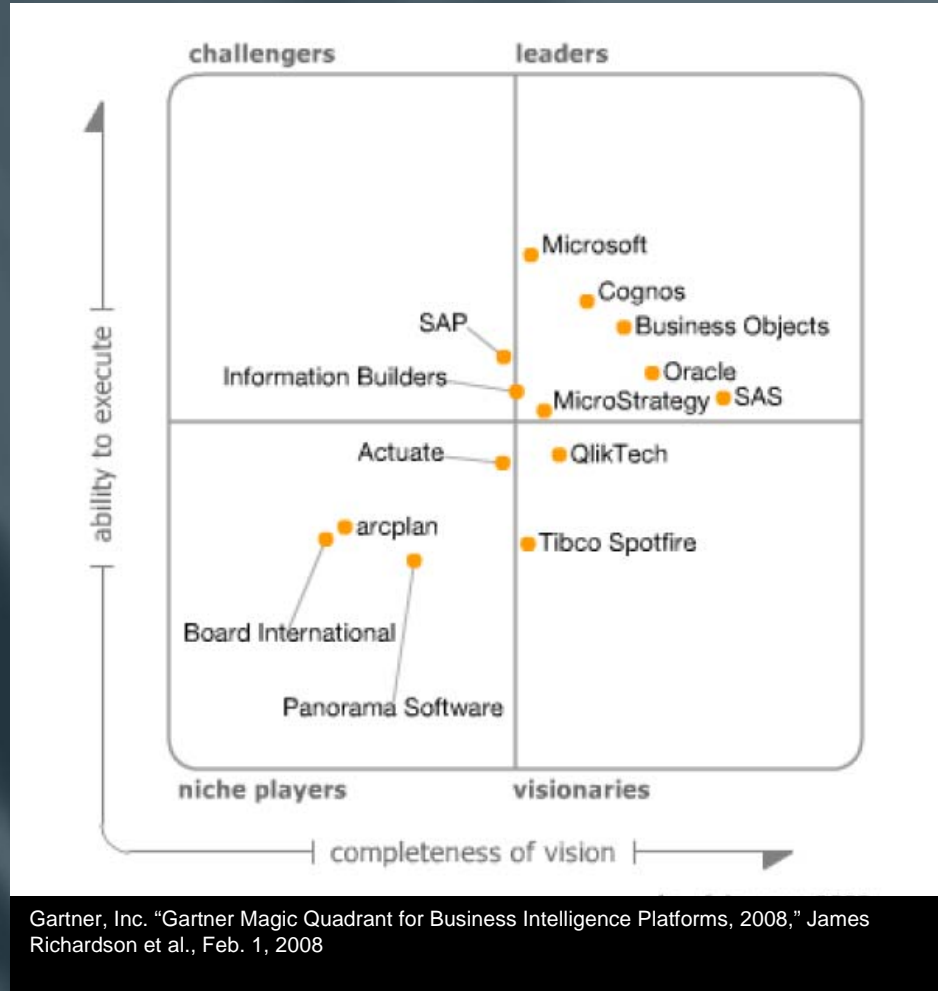 challengers
leaders
Microsoft
Cognos
SAP
Business Objects
Information Builders
Oracle
MicroStrategy
SAS
Actuate
QlikTech
arcplan
Tibco Spotfire
Board International
Panorama Software
ability to execute
niche players
visionaries
completeness of vision
Gartner, Inc. “Gartner Magic Quadrant for Business Intelligence Platforms, 2008,” James
Richardson et al., Feb. 1, 2008